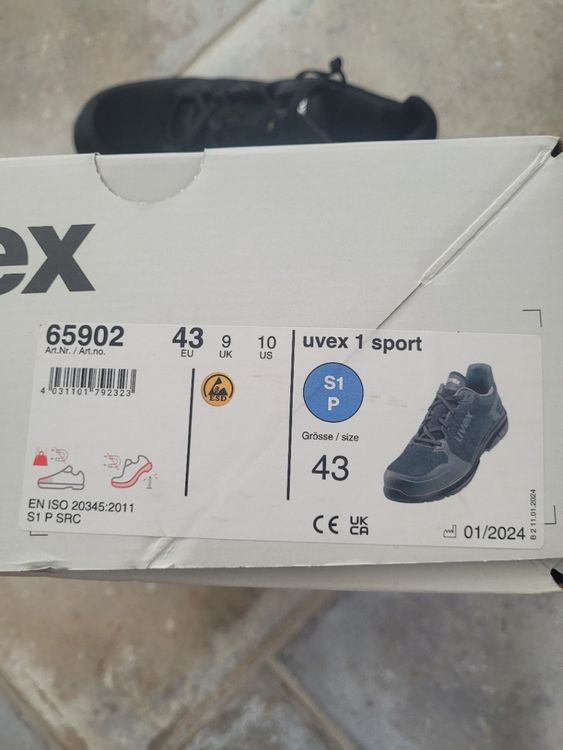 ex
65902
Art.Nr. / Art.no.
43 9 10
EU UK US
uvex 1 sport
4 031101 792323
ESD
S1
P
uvex
Grösse / size
43
EN ISO 20345:2011
S1 P SRC
CE UK
CA
01/2024
B 2 11.01.2024